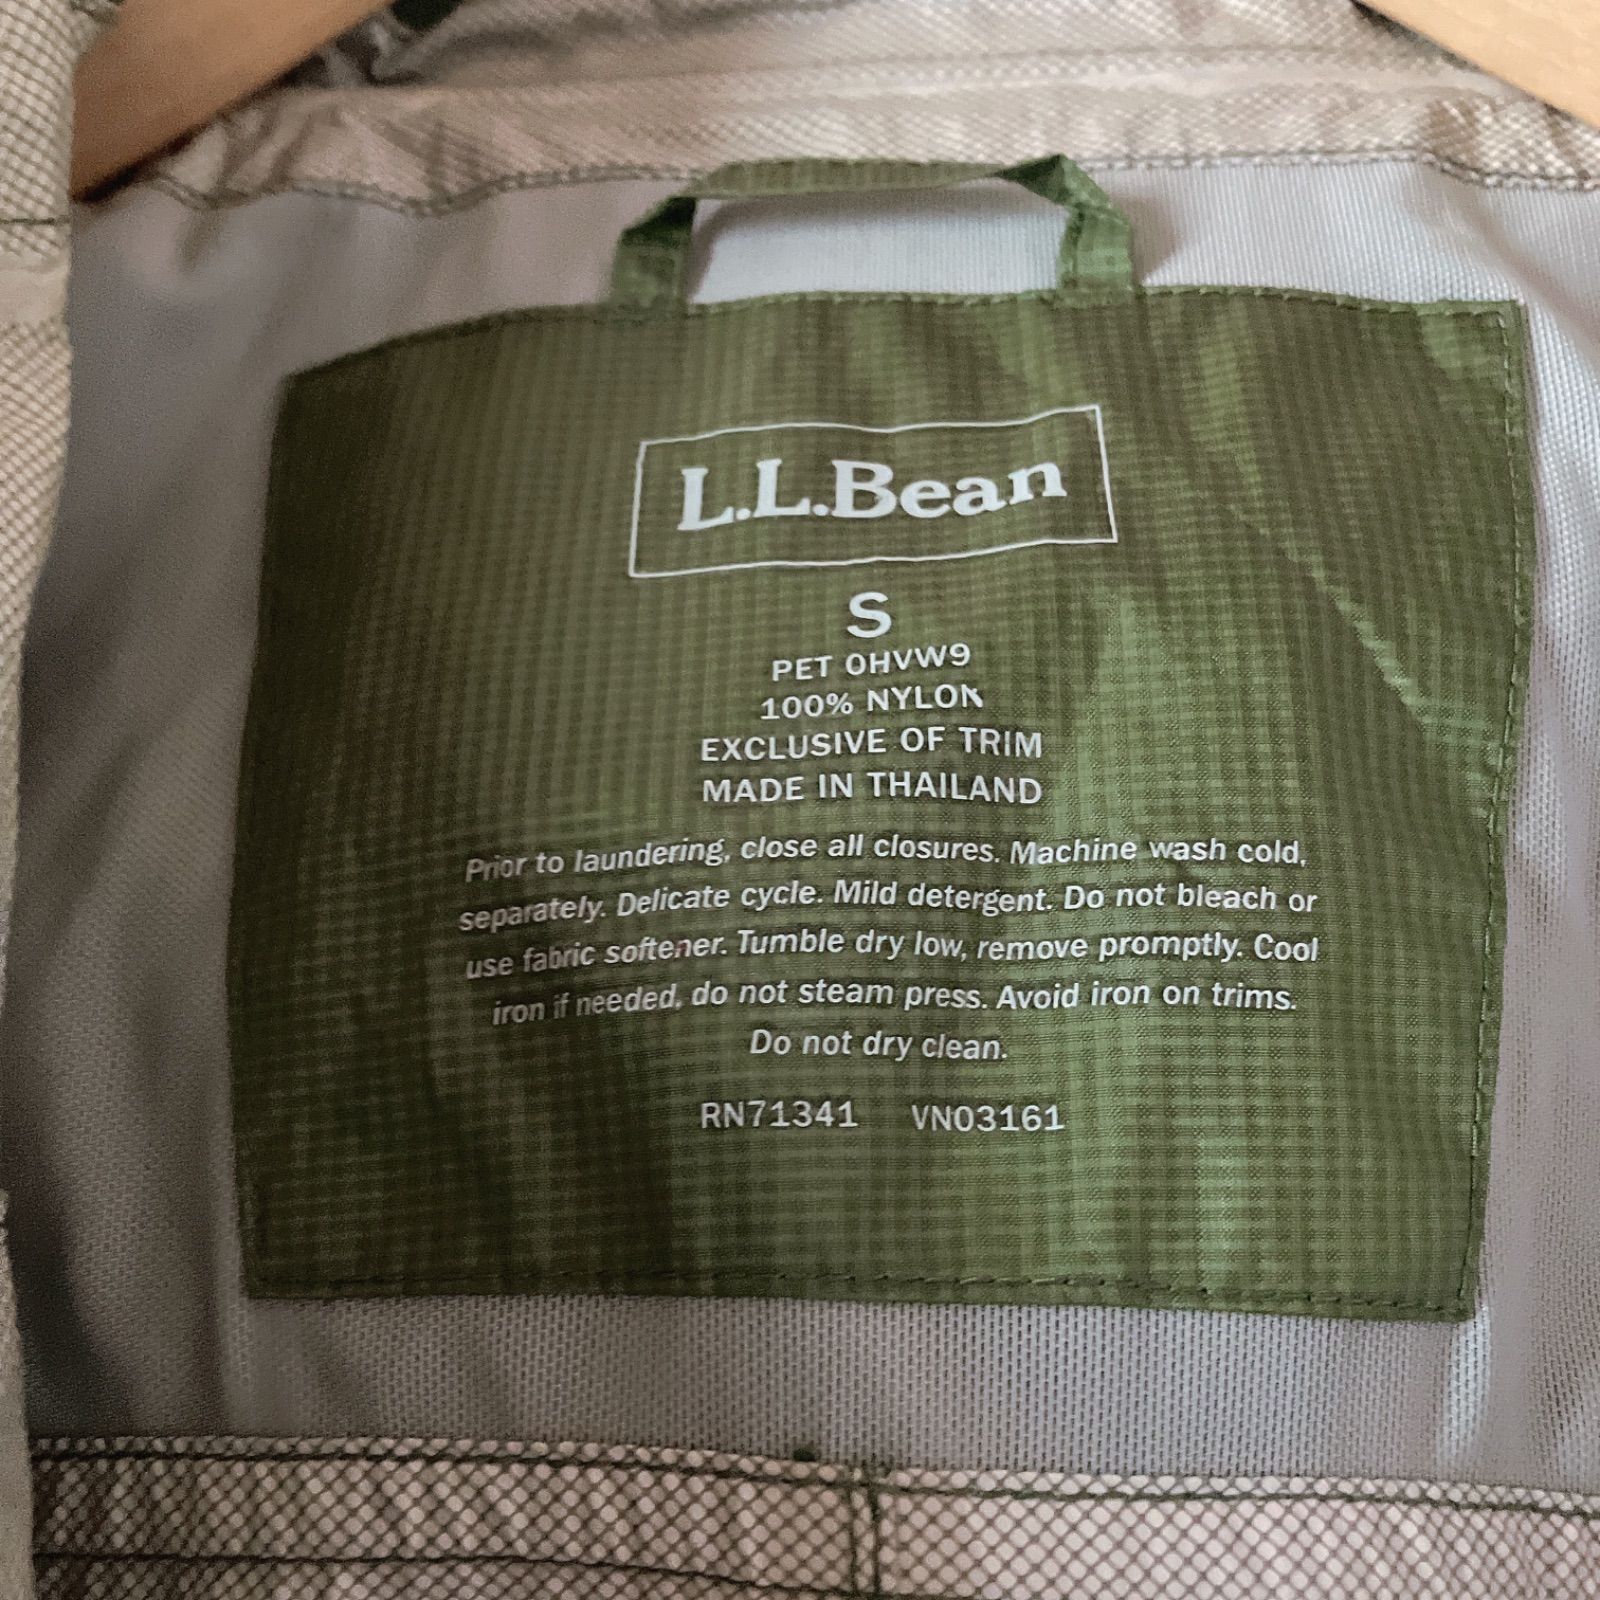 L.L.Bean
S
PET 0HVW9
100% NYLON
EXCLUSIVE OF TRIM
MADE IN THAILAND
Prior to laundering, close all closures. Machine wash cold,
separately. Delicate cycle. Mild detergent. Do not bleach or
use fabric softener. Tumble dry low, remove promptly. Cool
iron if needed, do not steam press. Avoid iron on trims.
Do not dry clean.
RN71341 VN03161